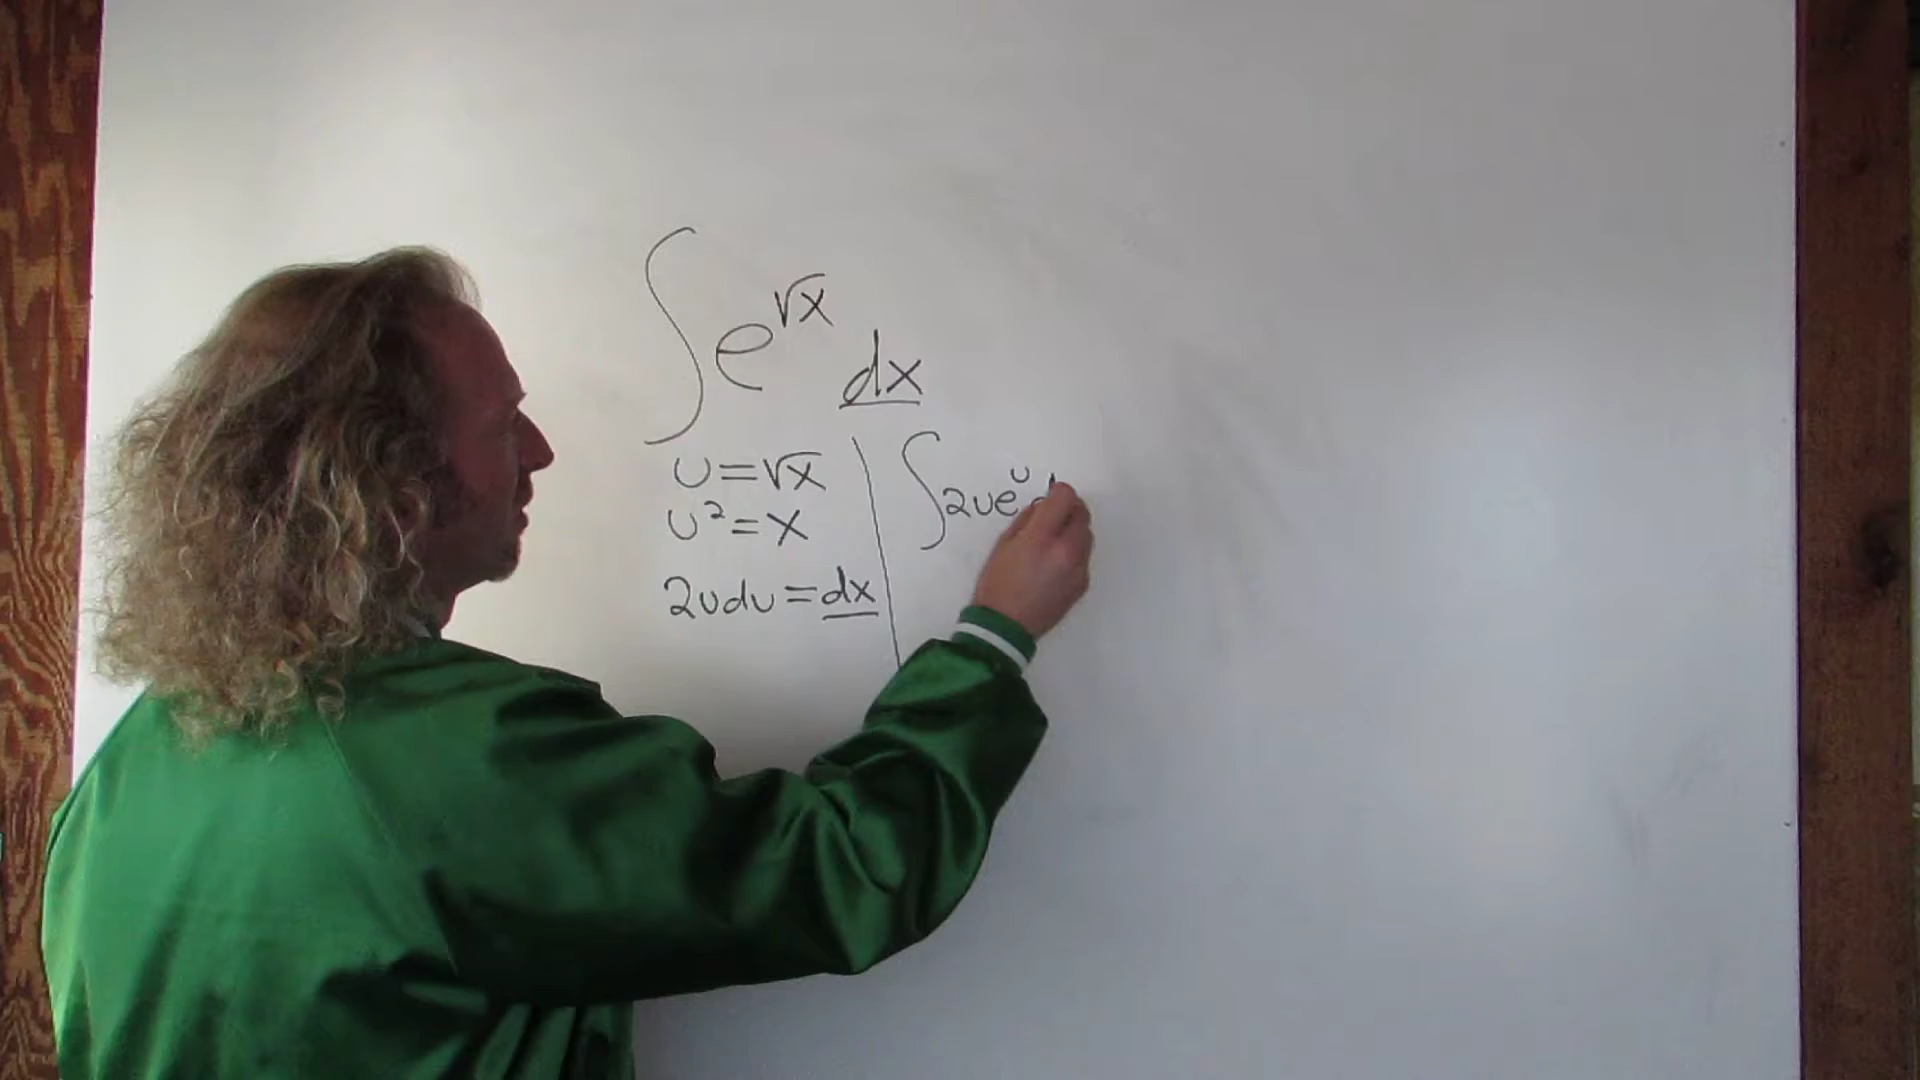 ∫e^√x dx
u=√x
u²=x
2udu=dx
∫2ue^u d